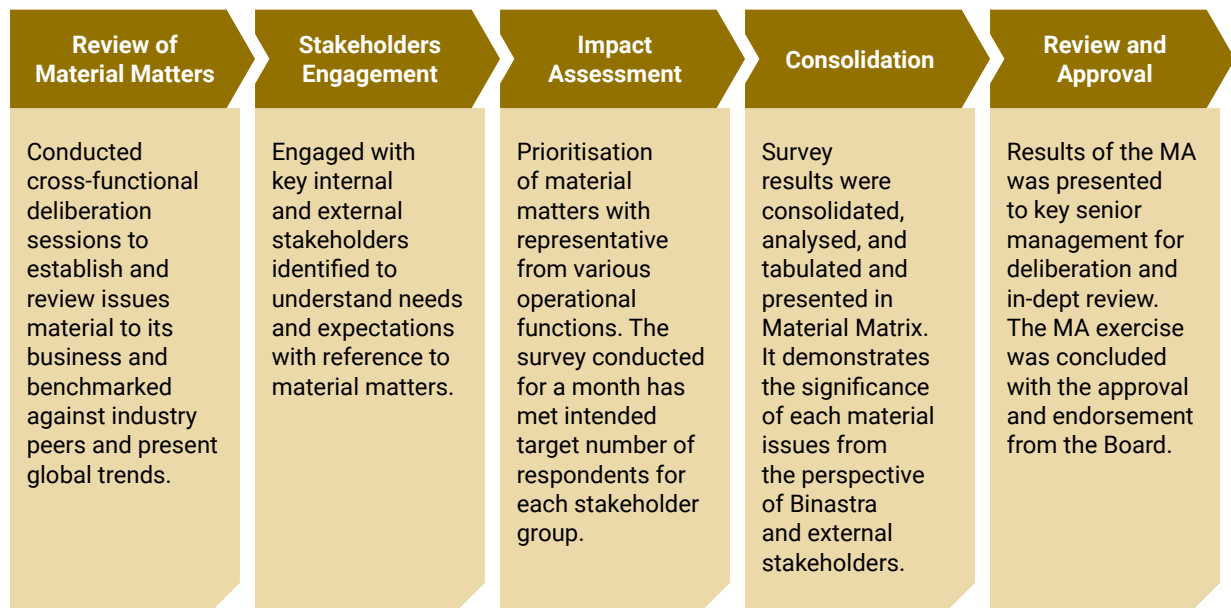 Review of
Material Matters
Conducted
cross-functional
deliberation
sessions to
establish and
review issues
material to its
business and
benchmarked
against industry
peers and present
global trends.
Stakeholders
Engagement
Engaged with
key internal
and external
stakeholders
identified to
understand needs
and expectations
with reference to
material matters.
Impact
Assessment
Prioritisation
of material
matters with
representative
from various
operational
functions. The
survey conducted
for a month has
met intended
target number of
respondents for
each stakeholder
group.
Consolidation
Survey
results were
consolidated,
analysed, and
tabulated and
presented in
Material Matrix.
It demonstrates
the significance
of each material
issues from
the perspective
of Binastra
and external
stakeholders.
Review and
Approval
Results of the MA
was presented
to key senior
management for
deliberation and
in-dept review.
The MA exercise
was concluded
with the approval
and endorsement
from the Board.